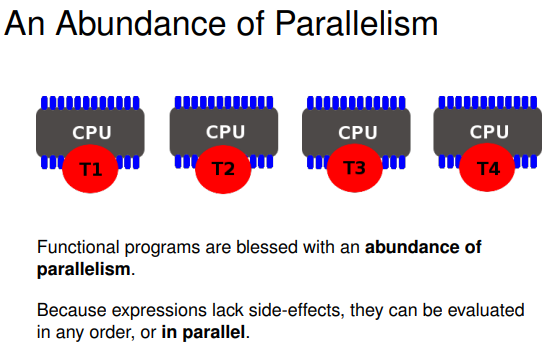 An Abundance of Parallelism
CPU CPU CPU CPU
T1 T2 T3 T4
Functional programs are blessed with an abundance of
parallelism.
Because expressions lack side-effects, they can be evaluated
in any order, or in parallel.